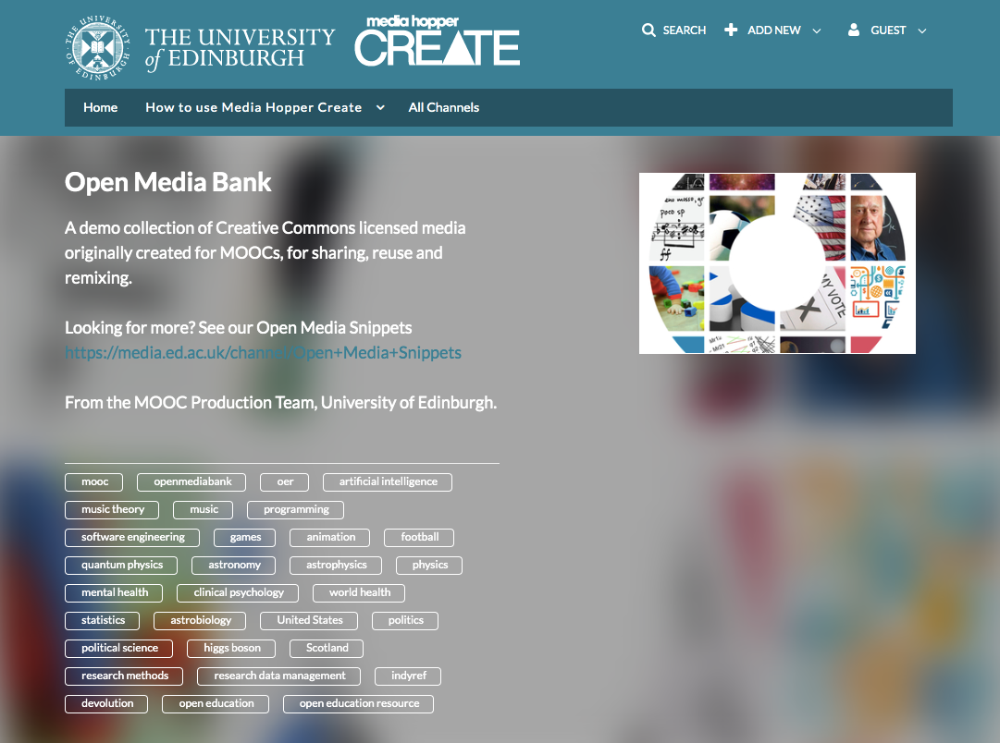 THE UNIVERSITY
of EDINBURGH
media hopper
CREATE
SEARCH ADD NEW GUEST
Home How to use Media Hopper Create All Channels
Open Media Bank
A demo collection of Creative Commons licensed media
originally created for MOOCs, for sharing, reuse and
remixing.
Looking for more? See our Open Media Snippets
https://media.ed.ac.uk/channel/Open+Media+Snippets
From the MOOC Production Team, University of Edinburgh.
poco sp
ff
MY VOTE
X
mooc openmediabank oer artificial intelligence
music theory music programming
software engineering games animation football
quantum physics astronomy astrophysics physics
mental health clinical psychology world health
statistics astrobiology United States politics
political science higgs boson Scotland
research methods research data management indyref
devolution open education open education resource